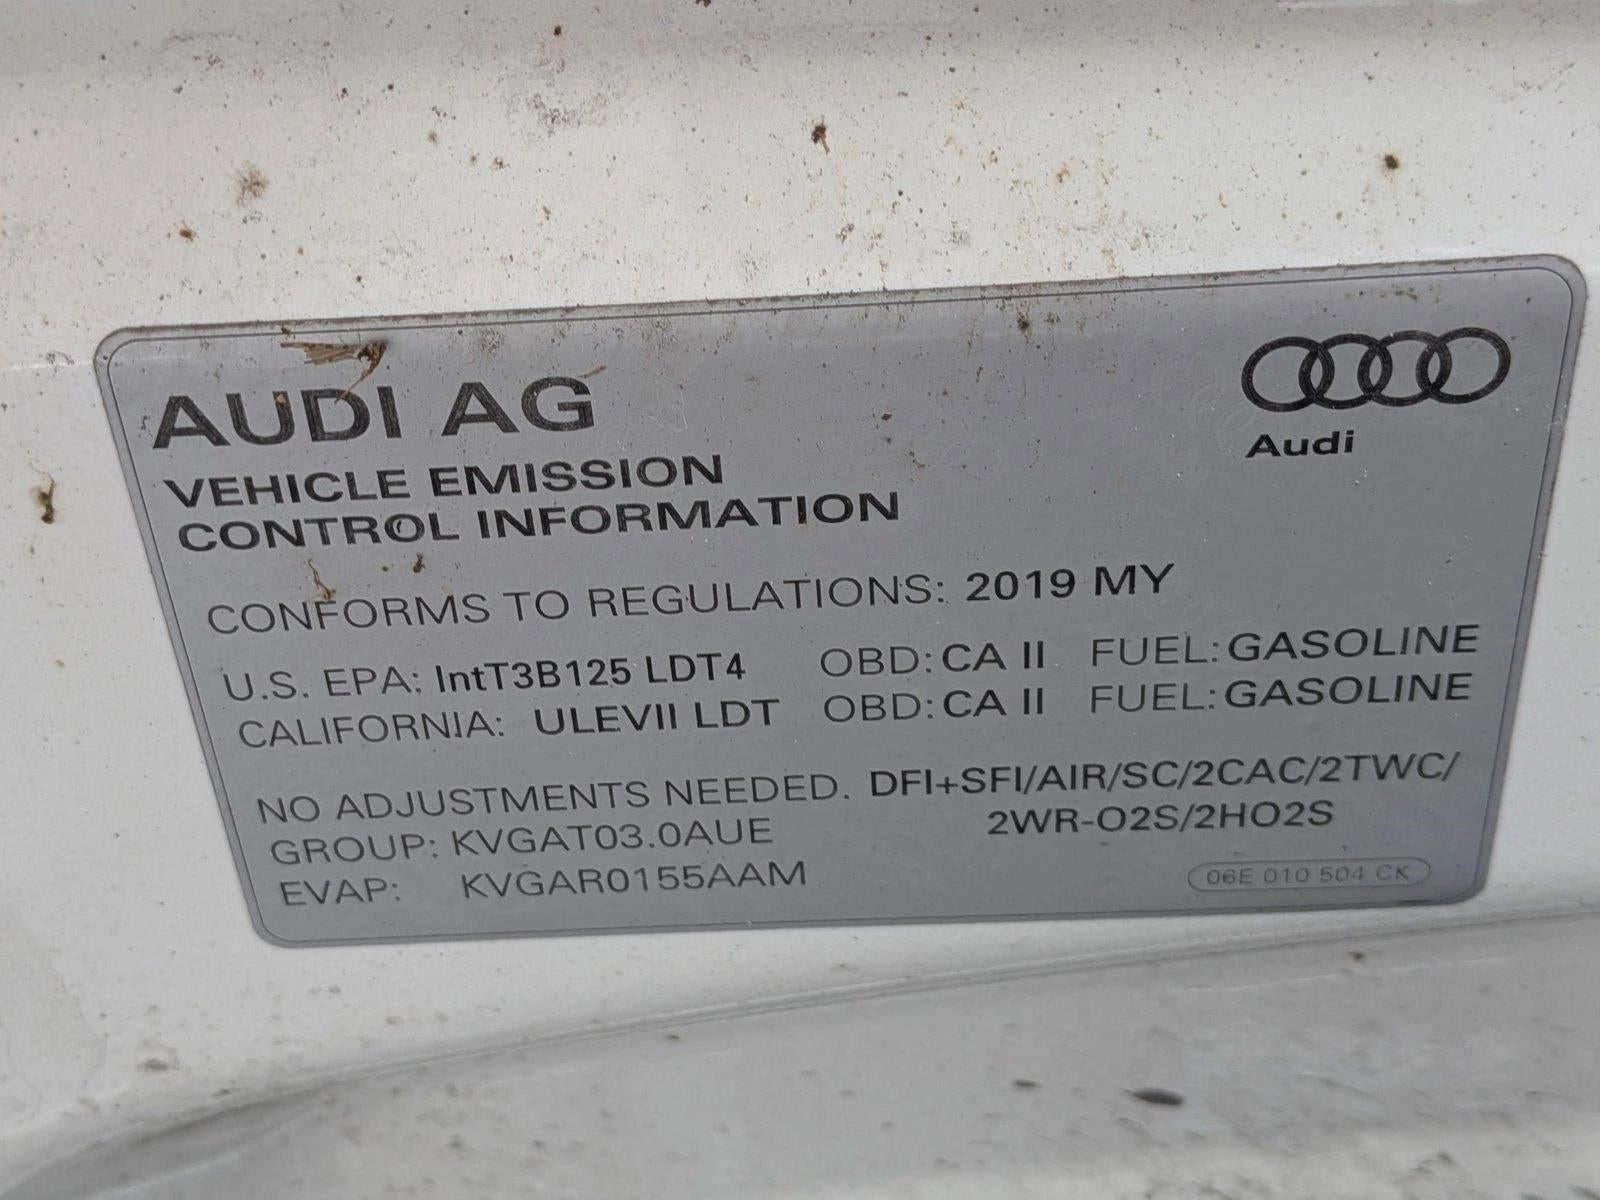 AUDI AG
Audi
VEHICLE EMISSION
CONTROL INFORMATION
CONFORMS TO REGULATIONS: 2019 MY
U.S. EPA: IntT3B125 LDT4 OBD: CA II FUEL: GASOLINE
CALIFORNIA: ULEVII LDT OBD: CA II FUEL: GASOLINE
NO ADJUSTMENTS NEEDED. DFI+SFI/AIR/SC/2CAC/2TWC/
GROUP: KVGAT03.0AUE 2WR-O2S/2HO2S
EVAP: KVGAR0155AAM
06E 010 504 CK